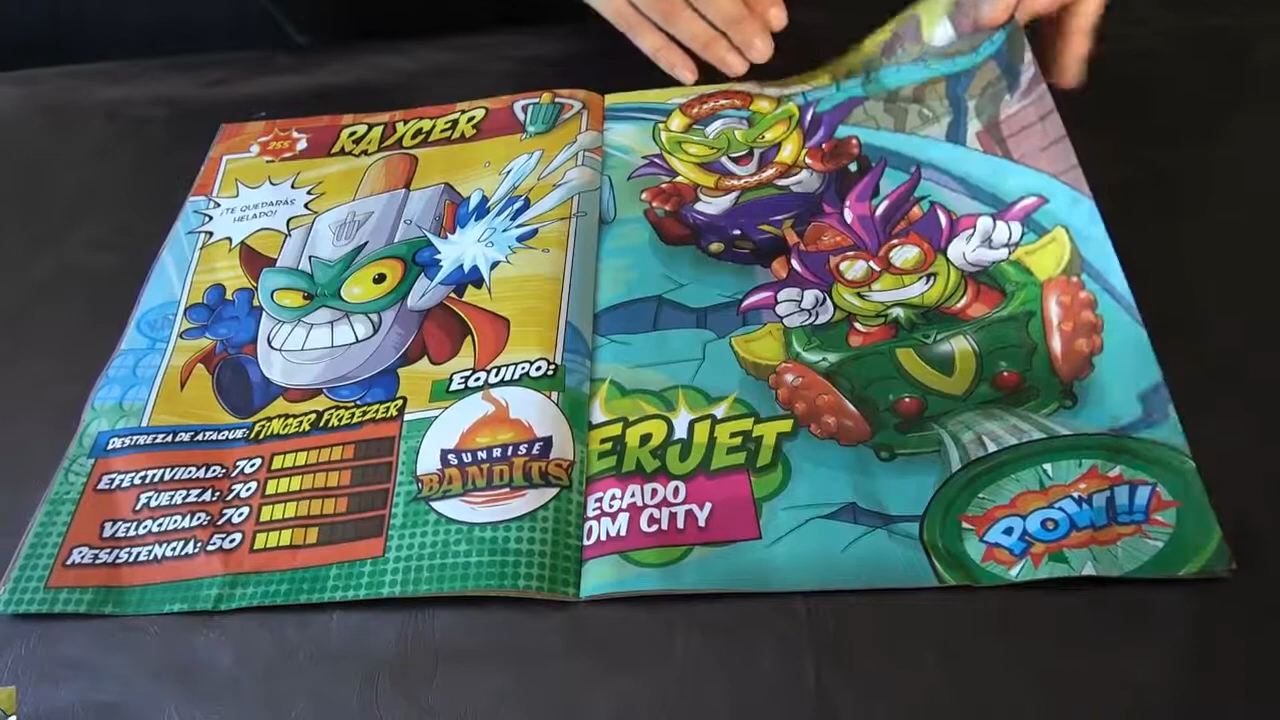 255
RAYCER
¡TE QUEDARÁS
HELADO!
EQUIPO:
SUNRISE
BANDITS
DESTREZA DE ATAQUE: FINGER FREEZER
EFECTIVIDAD: 70
FUERZA: 70
VELOCIDAD: 70
RESISTENCIA: 50
ERJET
EGADO
OM CITY
POW!!